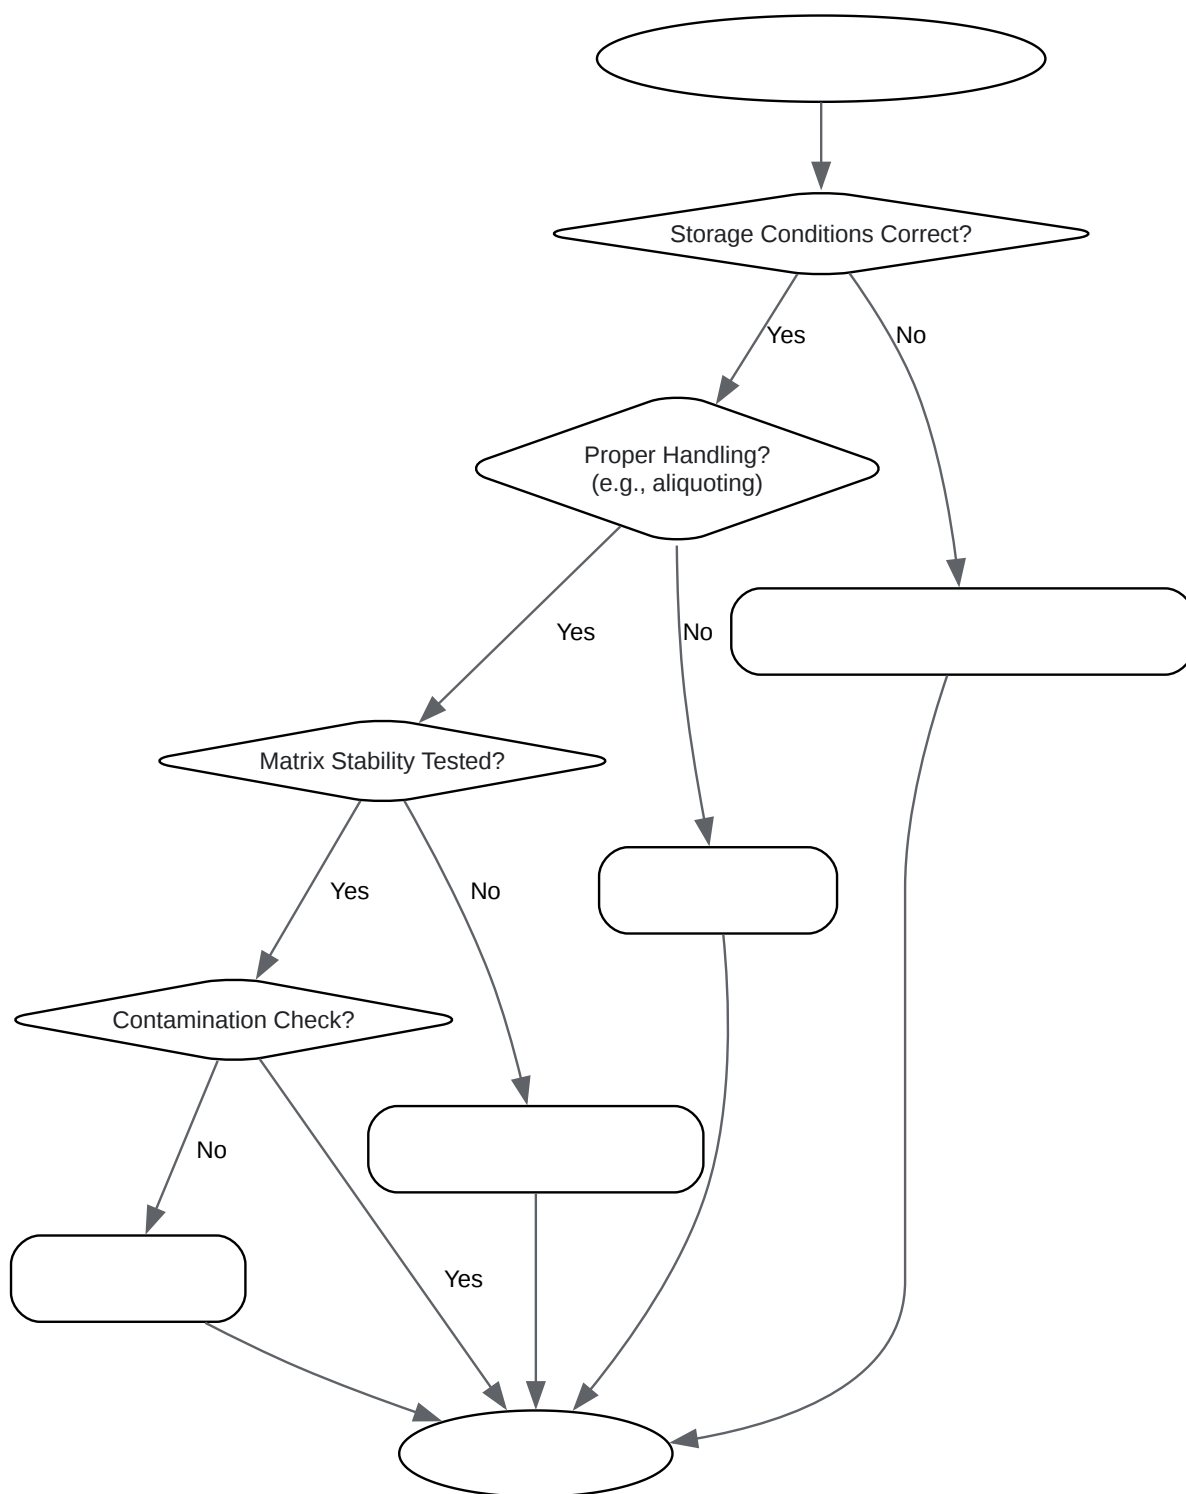 Storage Conditions Correct?
Yes
No
Proper Handling?
(e.g., aliquoting)
Yes
No
Matrix Stability Tested?
Yes
No
Contamination Check?
No
Yes